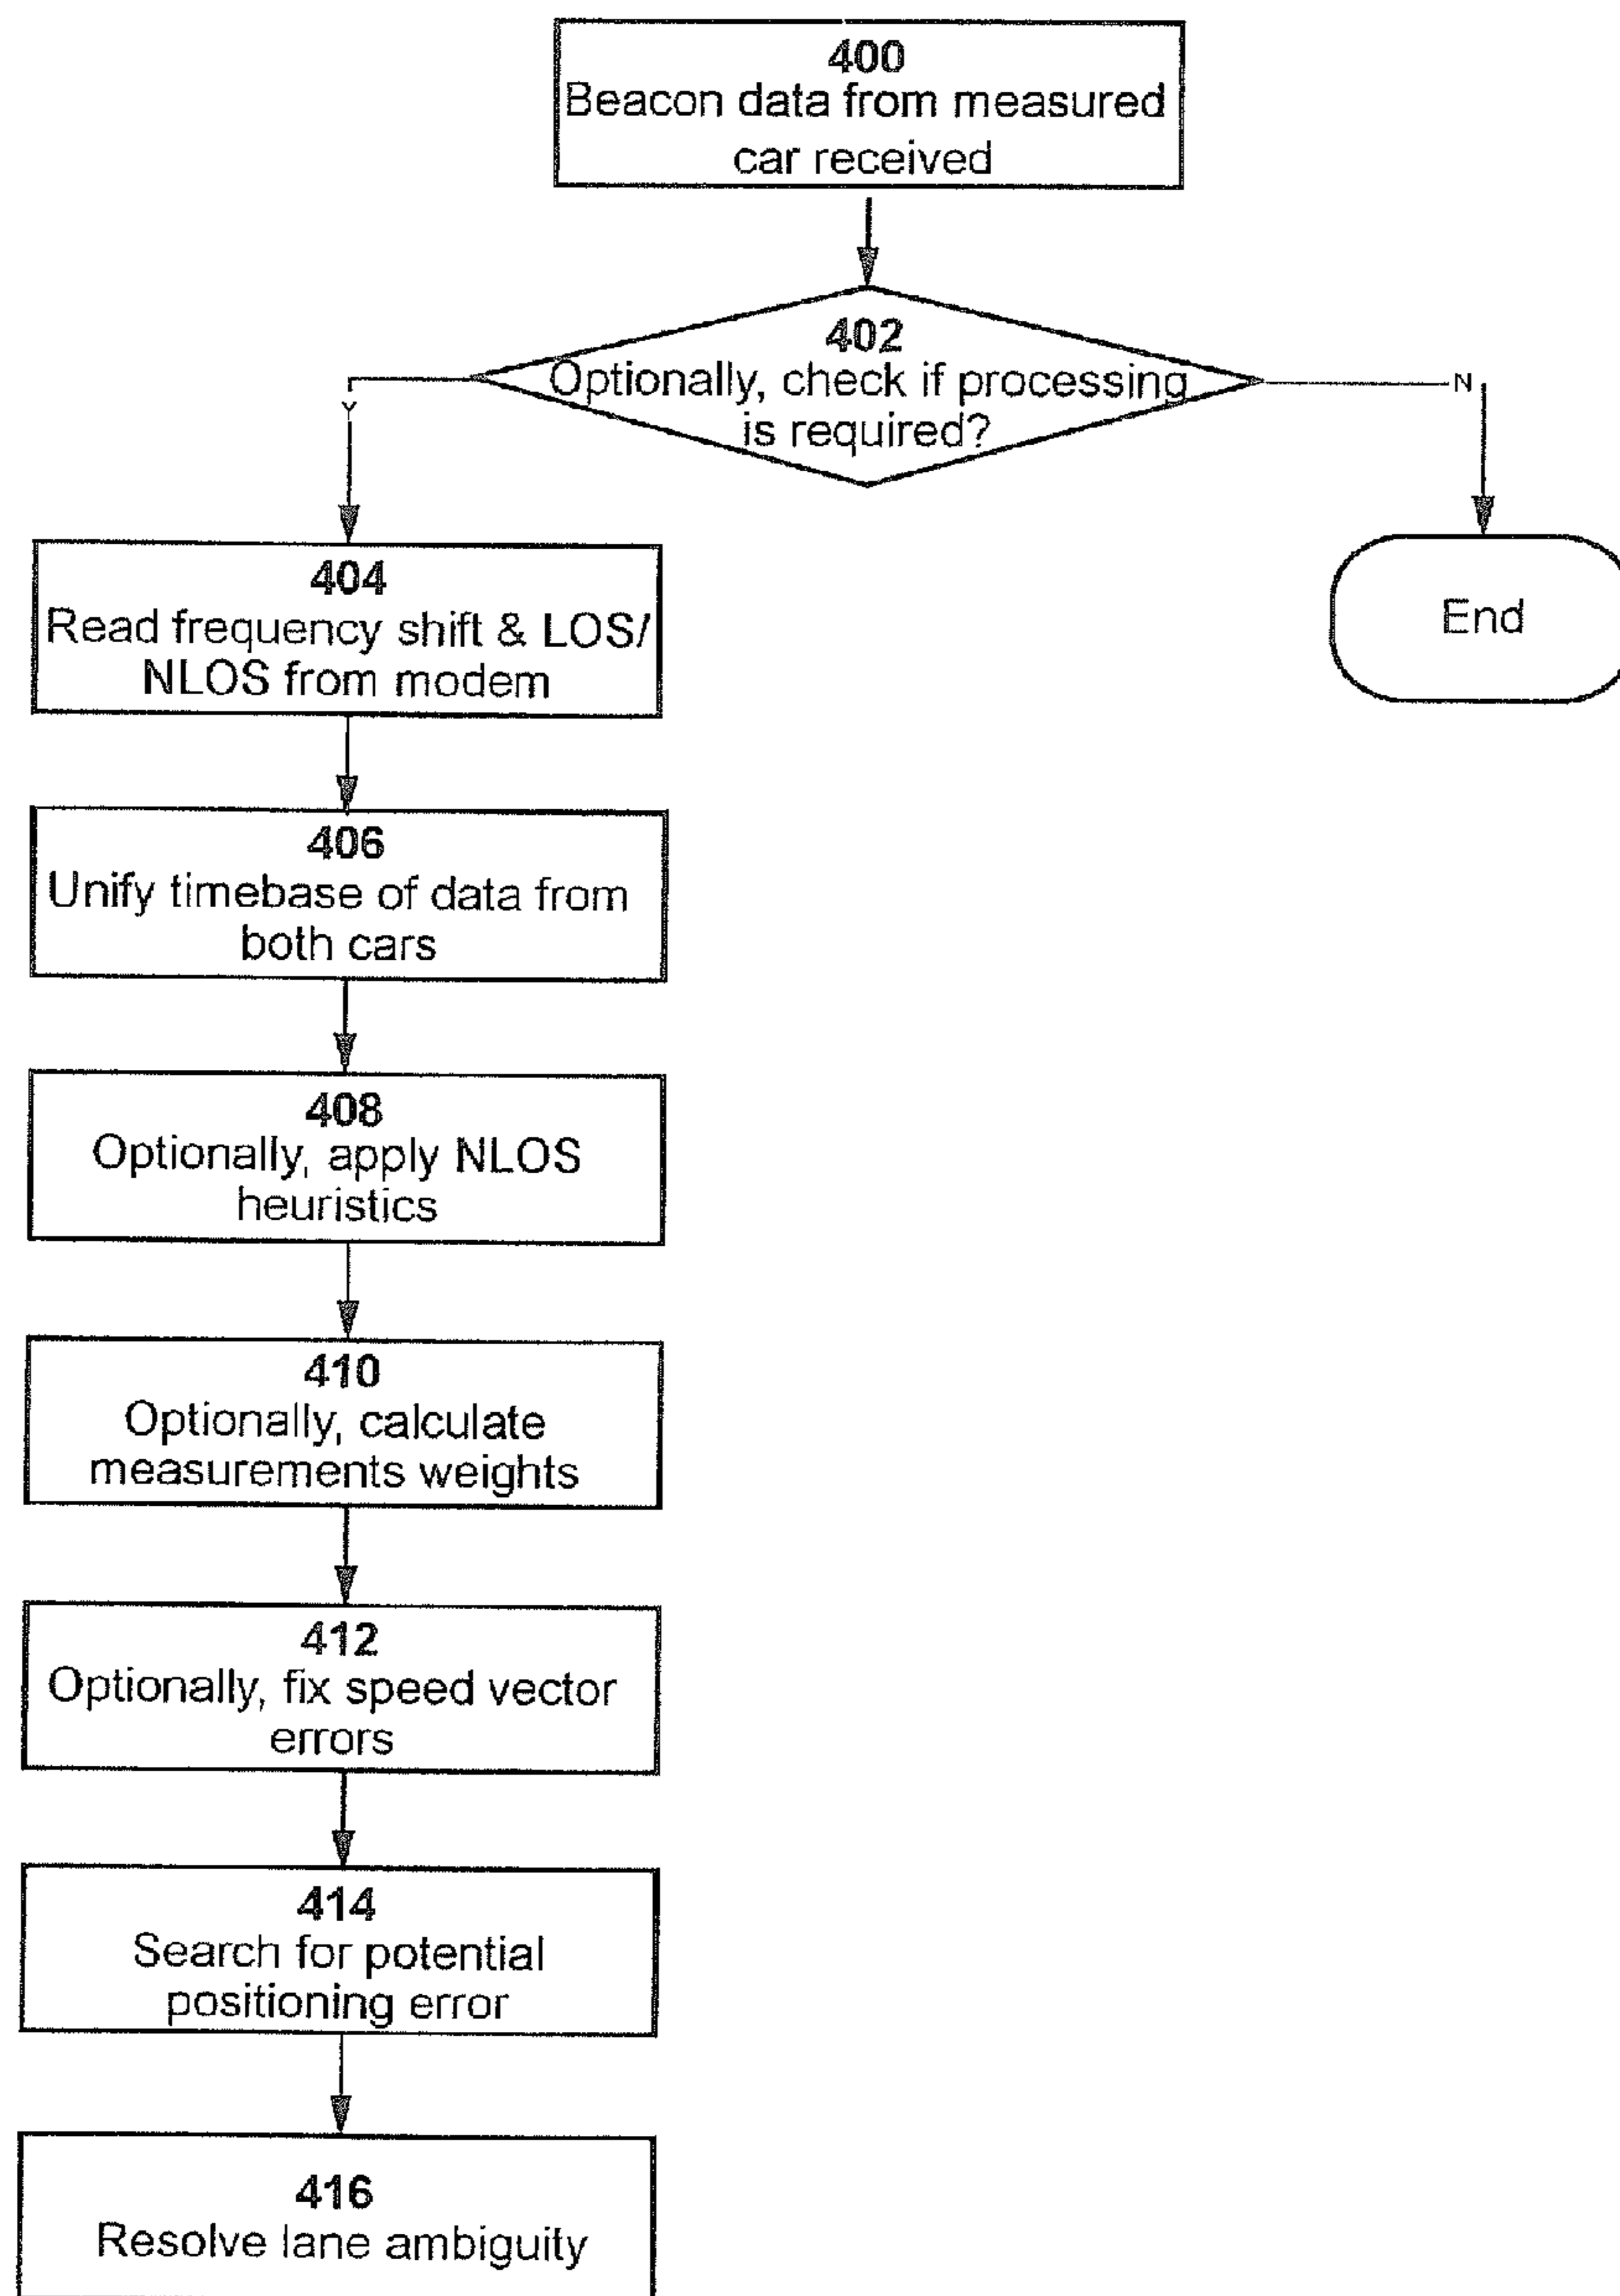 400
Beacon data from measured
car received
402
Optionally, check if processing
is required?
Y
N
404
Read frequency shift & LOS/
NLOS from modem
End
406
Unify timebase of data from
both cars
408
Optionally, apply NLOS
heuristics
410
Optionally, calculate
measurements weights
412
Optionally, fix speed vector
errors
414
Search for potential
positioning error
416
Resolve lane ambiguity